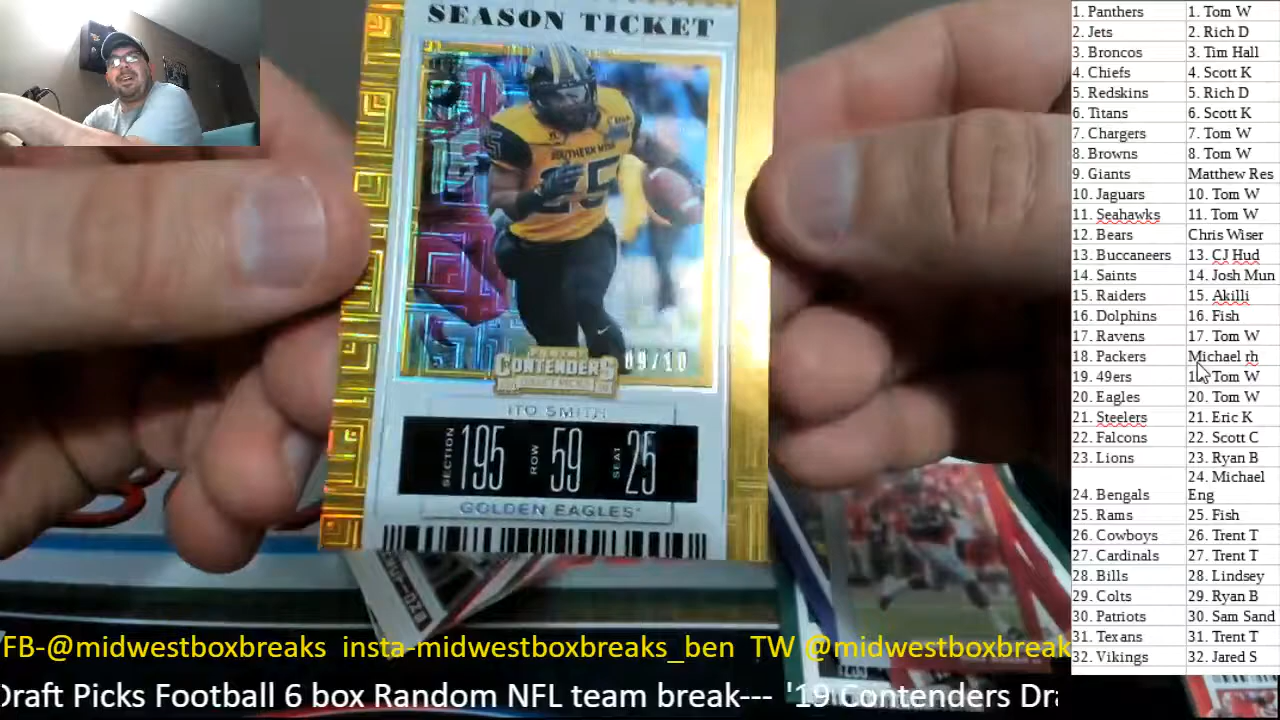 SEASON TICKET
SOUTHERN MISS
25
CONTENDERS
DRAFT PICKS
09/10
ITO SMITH
SECTION 195 ROW 59 SEAT 25
GOLDEN EAGLES
FB-@midwestboxbreaks insta-midwestboxbreaks_ben TW @midwestboxbreak
Draft Picks Football 6 box Random NFL team break--- '19 Contenders Dra
1. Panthers 1. Tom W
2. Jets 2. Rich D
3. Broncos 3. Tim Hall
4. Chiefs 4. Scott K
5. Redskins 5. Rich D
6. Titans 6. Scott K
7. Chargers 7. Tom W
8. Browns 8. Tom W
9. Giants Matthew Res
10. Jaguars 10. Tom W
11. Seahawks 11. Tom W
12. Bears Chris Wiser
13. Buccaneers 13. CJ Hud
14. Saints 14. Josh Mun
15. Raiders 15. Akilli
16. Dolphins 16. Fish
17. Ravens 17. Tom W
18. Packers Michael rh
19. 49ers Tom W
20. Eagles 20. Tom W
21. Steelers 21. Eric K
22. Falcons 22. Scott C
23. Lions 23. Ryan B
24. Bengals 24. Michael Eng
25. Rams 25. Fish
26. Cowboys 26. Trent T
27. Cardinals 27. Trent T
28. Bills 28. Lindsey
29. Colts 29. Ryan B
30. Patriots 30. Sam Sand
31. Texans 31. Trent T
32. Vikings 32. Jared S